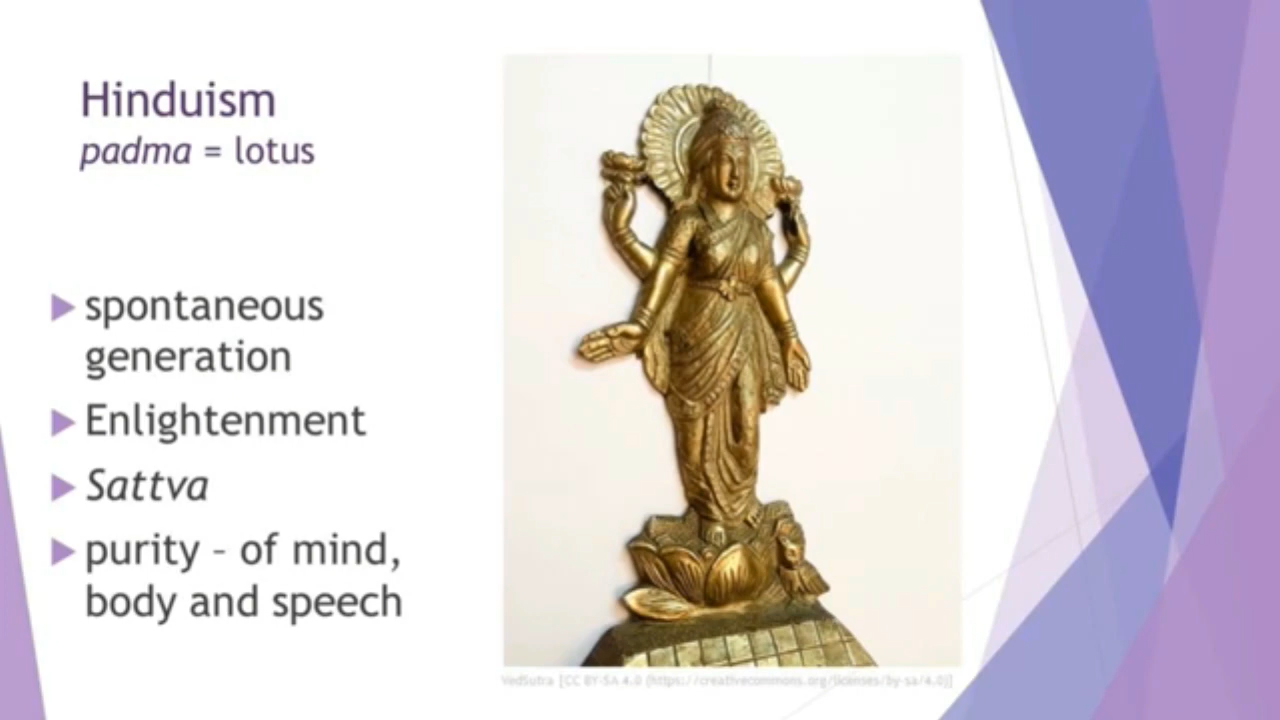 Hinduism
padma = lotus
spontaneous
generation
Enlightenment
Sattva
purity – of mind,
body and speech
VedSutra [CC BY-SA 4.0 (https://creativecommons.org/licenses/by-sa/4.0)]